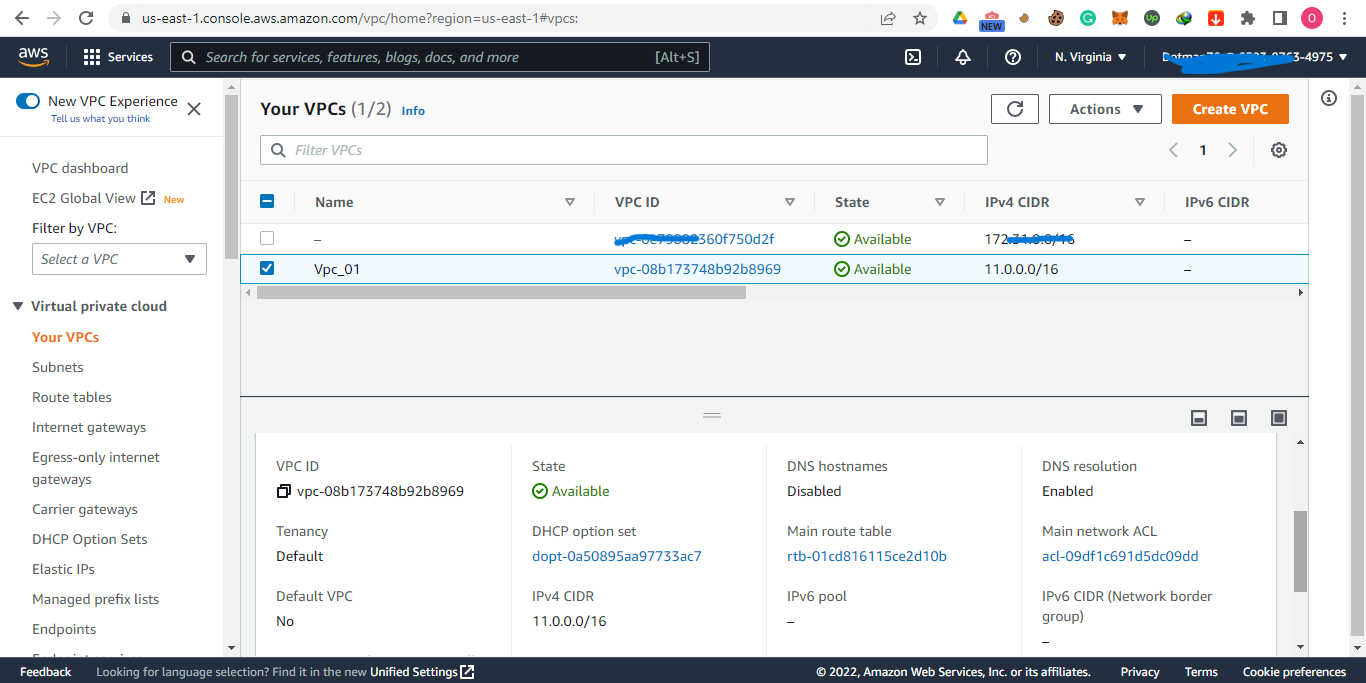 us-east-1.console.aws.amazon.com/vpc/home?region=us-east-1#vpcs:
NEW
Up
O
aws
Services
Search for services, features, blogs, docs, and more
[Alt+S]
N. Virginia
3-4975
New VPC Experience
Tell us what you think
VPC dashboard
EC2 Global View New
Filter by VPC:
Select a VPC
Virtual private cloud
Your VPCs
Subnets
Route tables
Internet gateways
Egress-only internet
gateways
Carrier gateways
DHCP Option Sets
Elastic IPs
Managed prefix lists
Endpoints
Your VPCs (1/2) Info
Actions
Create VPC
Filter VPCs
1
Name VPC ID State IPv4 CIDR IPv6 CIDR
– 360f750d2f Available 172. –
Vpc_01 vpc-08b173748b92b8969 Available 11.0.0.0/16 –
VPC ID State DNS hostnames DNS resolution
vpc-08b173748b92b8969 Available Disabled Enabled
Tenancy DHCP option set Main route table Main network ACL
Default dopt-0a50895aa97733ac7 rtb-01cd816115ce2d10b acl-09df1c691d5dc09dd
Default VPC IPv4 CIDR IPv6 pool IPv6 CIDR (Network border
group)
No 11.0.0.0/16 – –
Feedback Looking for language selection? Find it in the new Unified Settings © 2022, Amazon Web Services, Inc. or its affiliates. Privacy Terms Cookie preferences